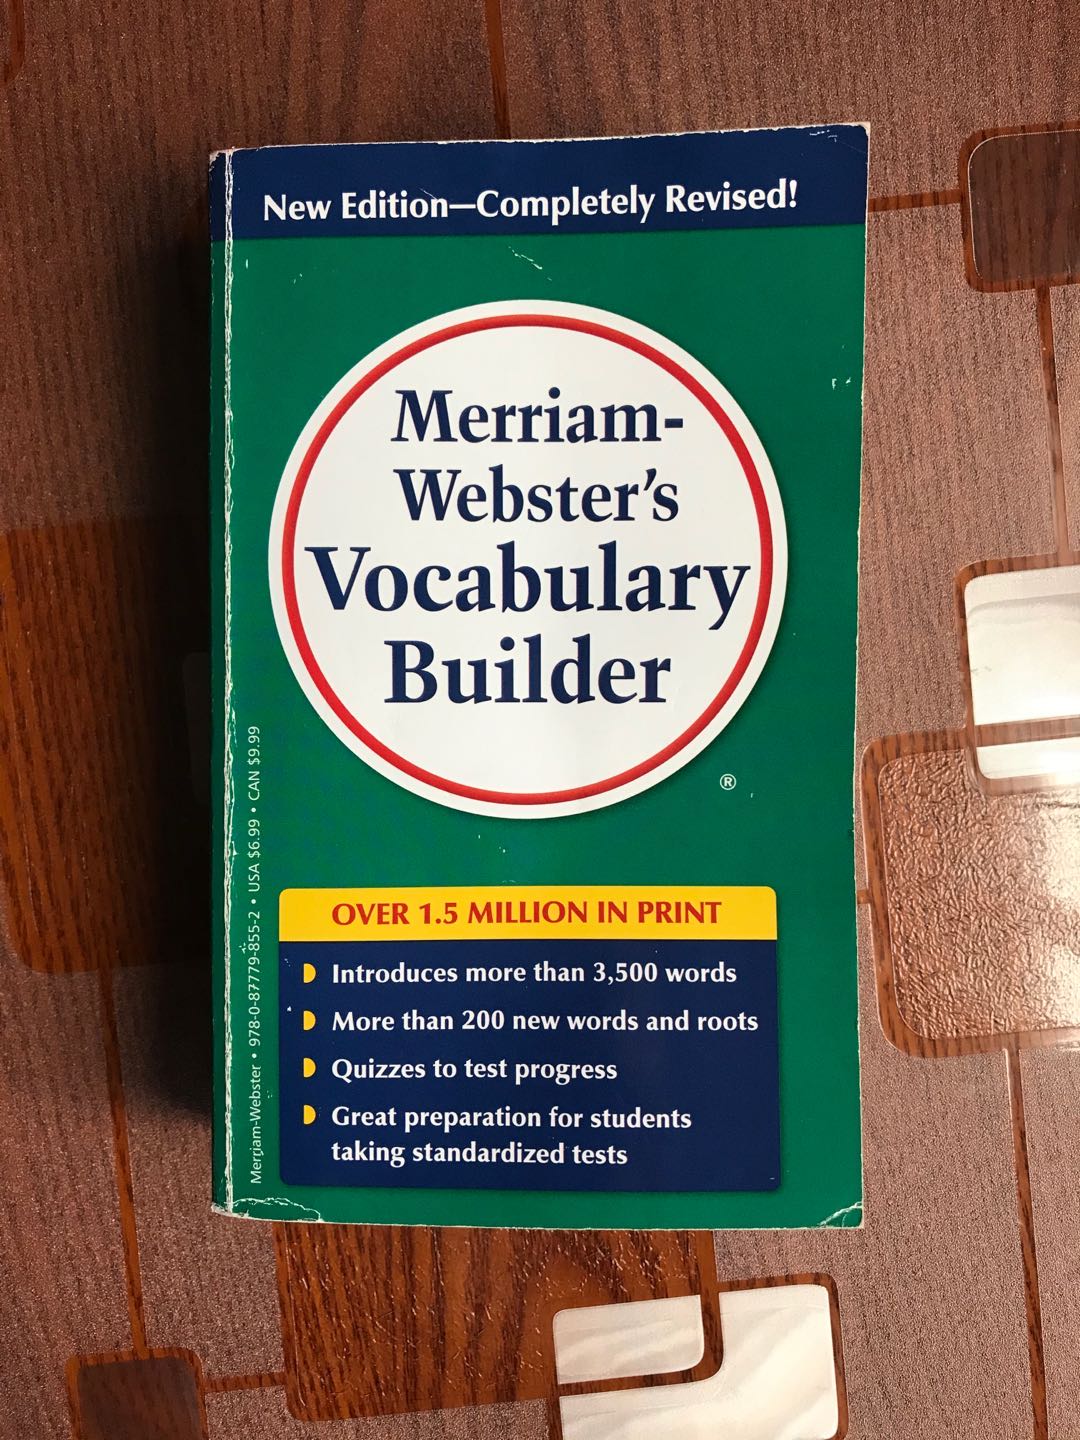 New Edition—Completely Revised!
Merriam-
Webster's
Vocabulary
Builder
®
OVER 1.5 MILLION IN PRINT
Introduces more than 3,500 words
More than 200 new words and roots
Quizzes to test progress
Great preparation for students
taking standardized tests
Merriam-Webster • 978-0-87779-855-2 • USA $6.99 • CAN $9.99